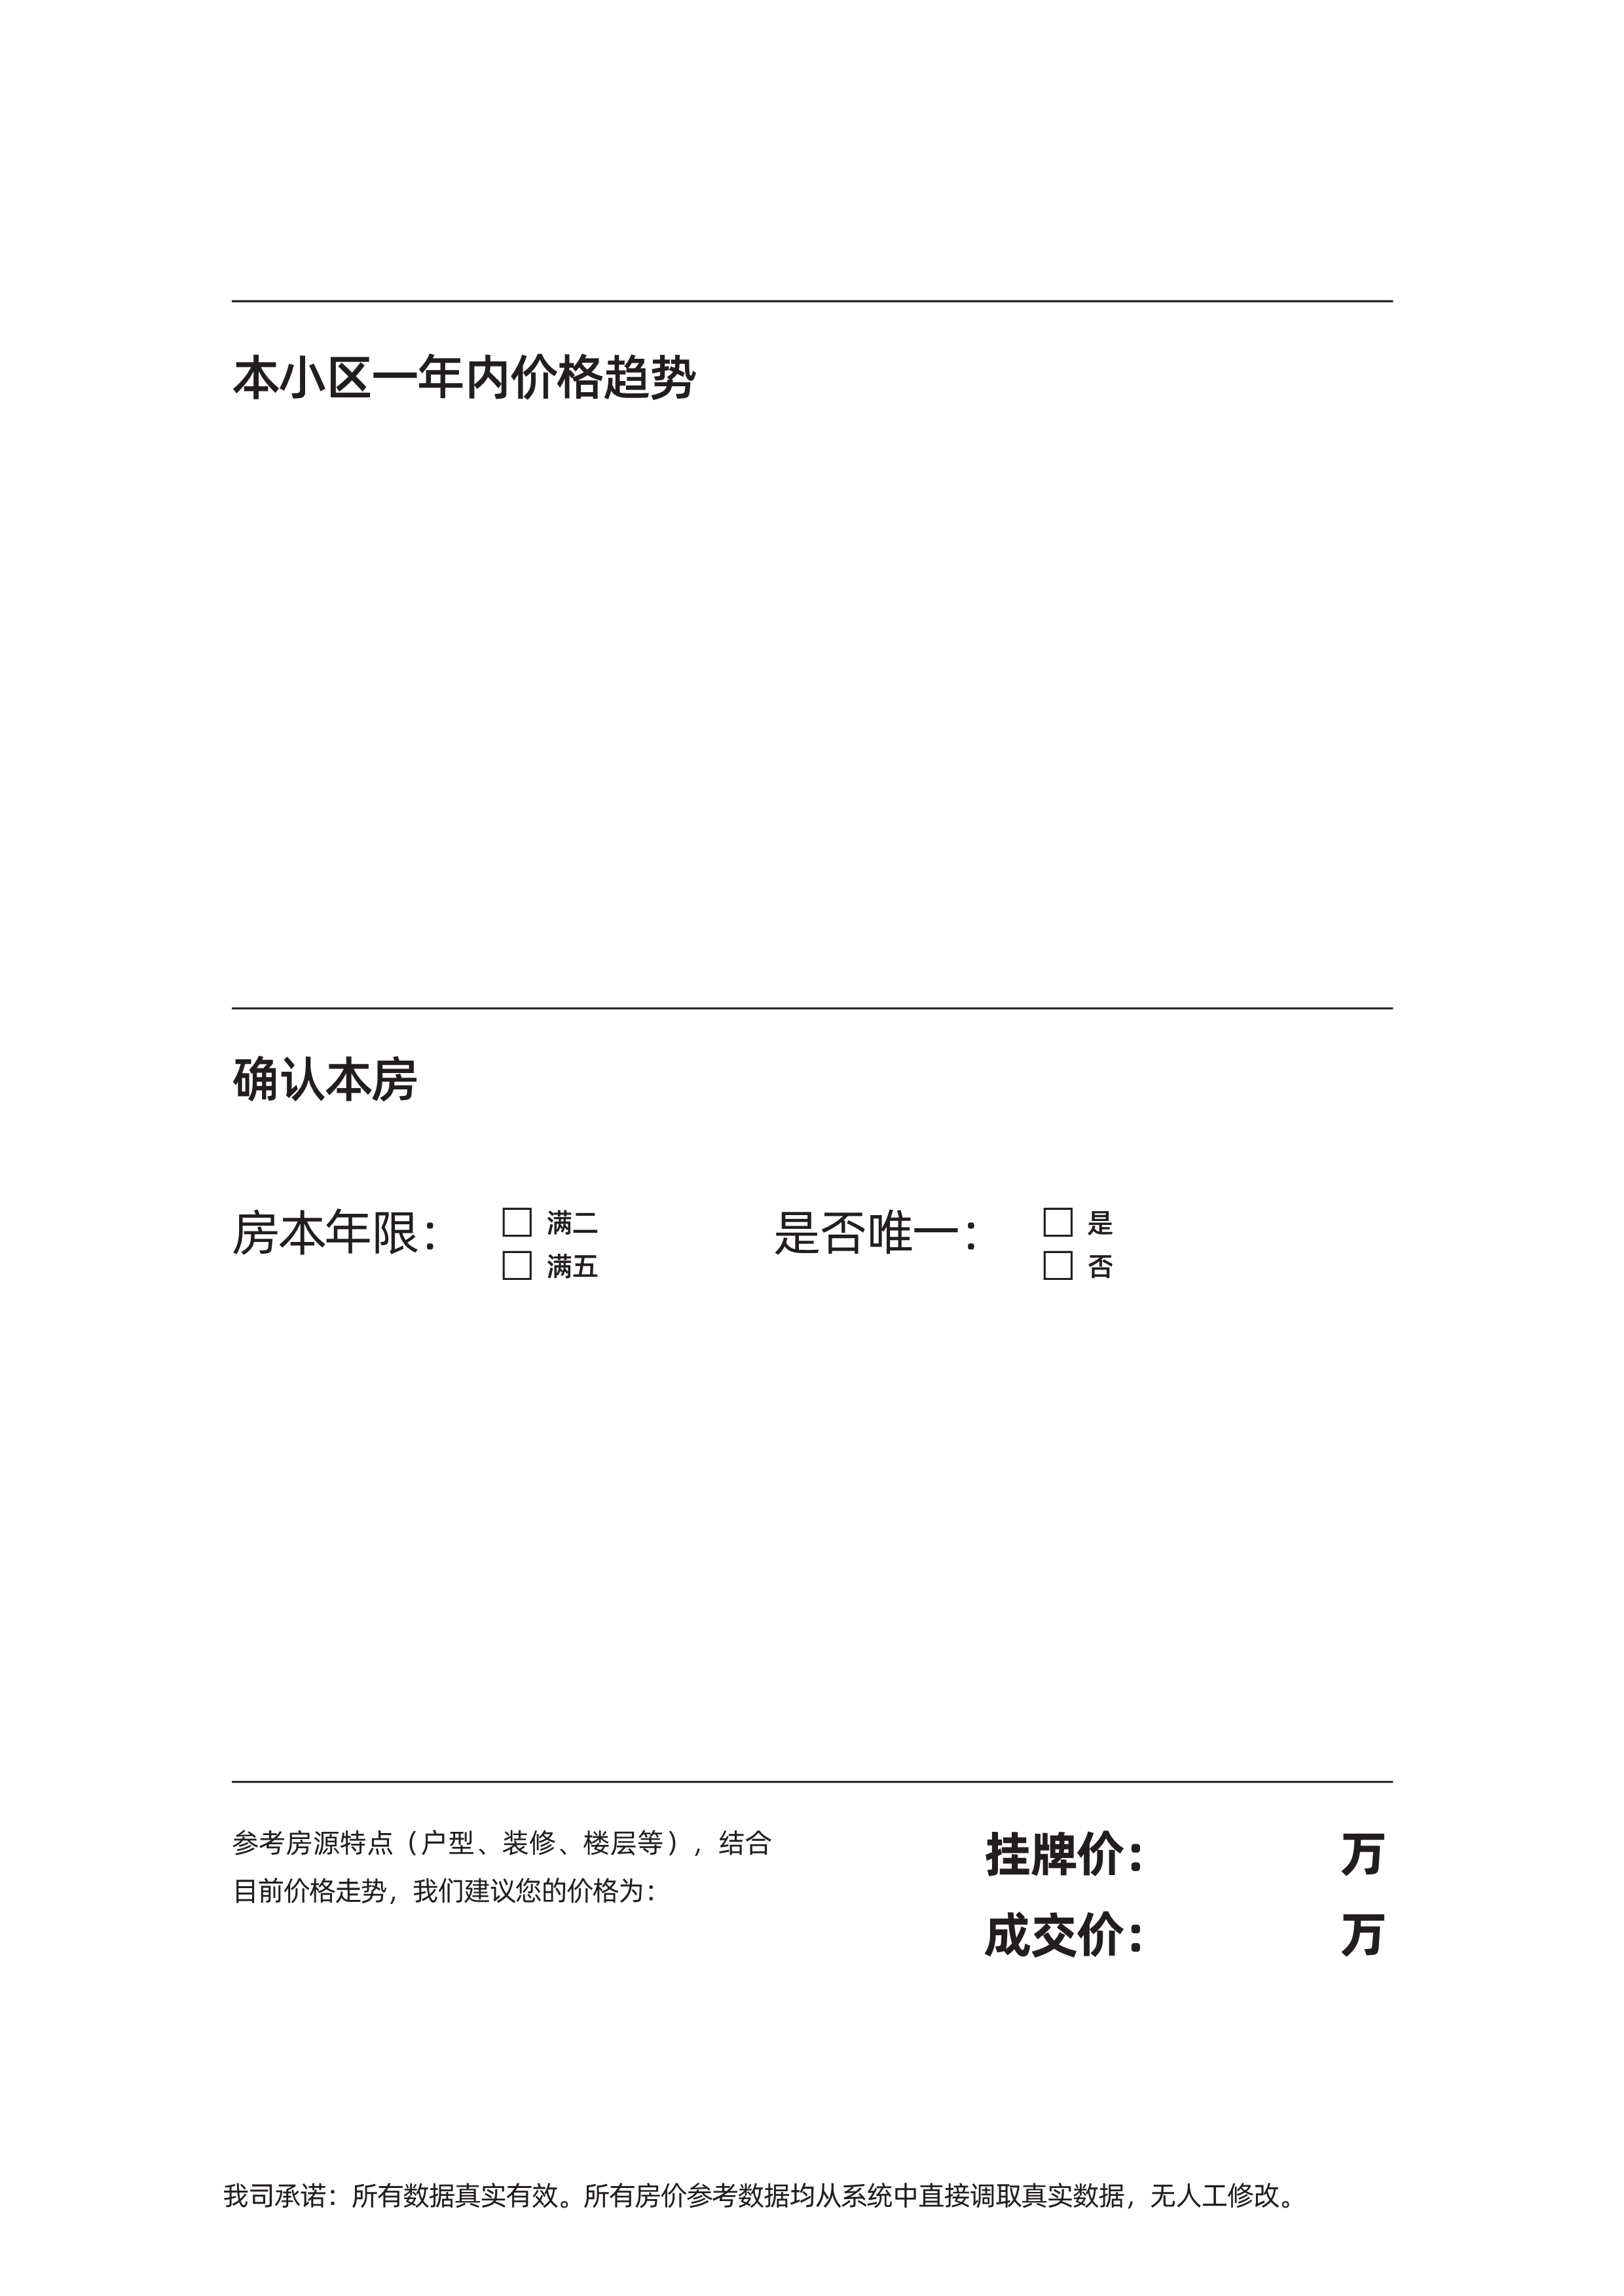 本小区一年内价格趋势
确认本房
房本年限： 满二 是否唯一： 是
满五 否
参考房源特点（户型、装修、楼层等），结合
目前价格走势，我们建议您的价格为：
挂牌价： 万
成交价： 万
我司承诺：所有数据真实有效。所有房价参考数据均从系统中直接调取真实数据，无人工修改。